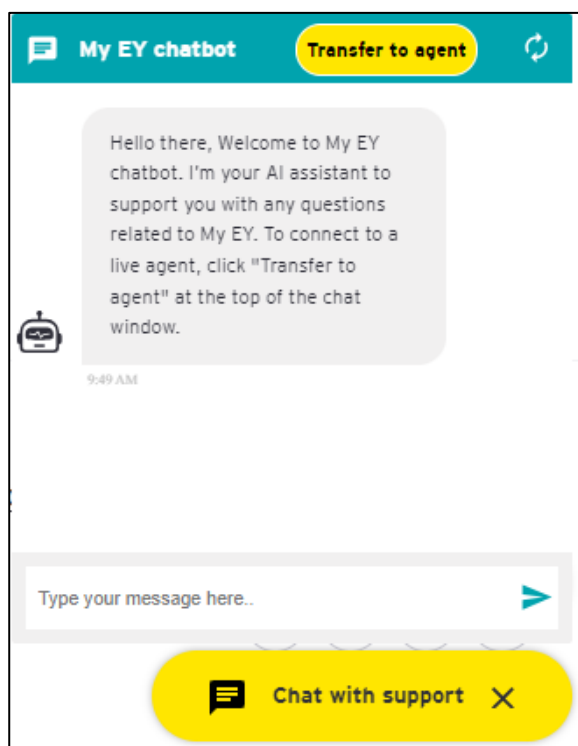 My EY chatbot
Transfer to agent
Hello there, Welcome to My EY
chatbot. I'm your AI assistant to
support you with any questions
related to My EY. To connect to a
live agent, click "Transfer to
agent" at the top of the chat
window.
9:49 AM
Type your message here..
Chat with support